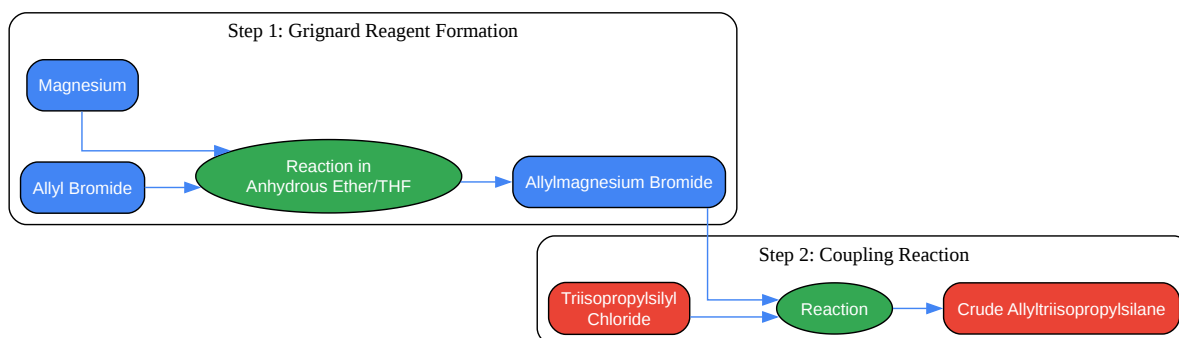 Step 1: Grignard Reagent Formation
Magnesium
Allyl Bromide
Reaction in
Anhydrous Ether/THF
Allylmagnesium Bromide
Step 2: Coupling Reaction
Triisopropylsilyl
Chloride
Reaction
Crude Allyltriisopropylsilane